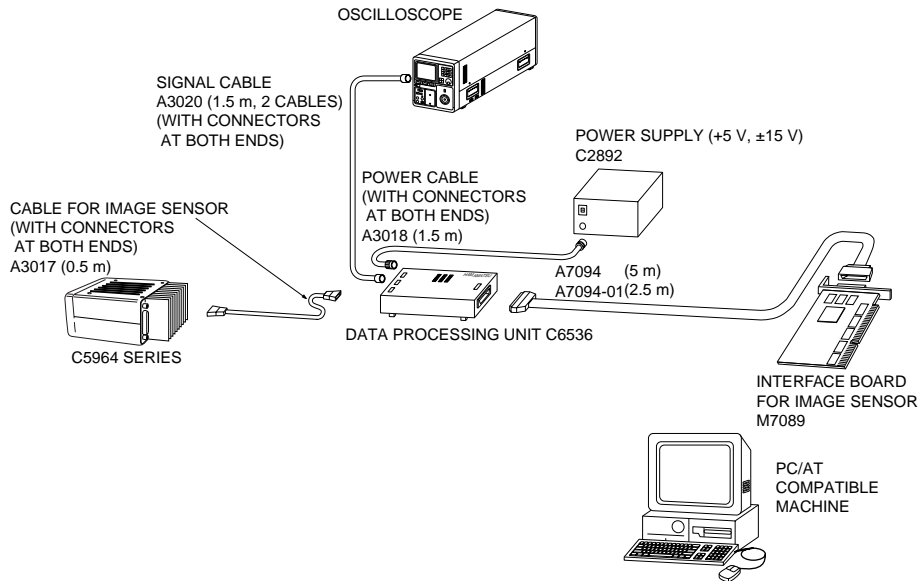 OSCILLOSCOPE
SIGNAL CABLE
A3020 (1.5 m, 2 CABLES)
(WITH CONNECTORS
AT BOTH ENDS)
POWER SUPPLY (+5 V, ±15 V)
C2892
POWER CABLE
(WITH CONNECTORS
AT BOTH ENDS)
A3018 (1.5 m)
CABLE FOR IMAGE SENSOR
(WITH CONNECTORS
AT BOTH ENDS)
A3017 (0.5 m)
A7094 (5 m)
A7094-01(2.5 m)
DATA PROCESSING UNIT C6536
C5964 SERIES
INTERFACE BOARD
FOR IMAGE SENSOR
M7089
PC/AT
COMPATIBLE
MACHINE